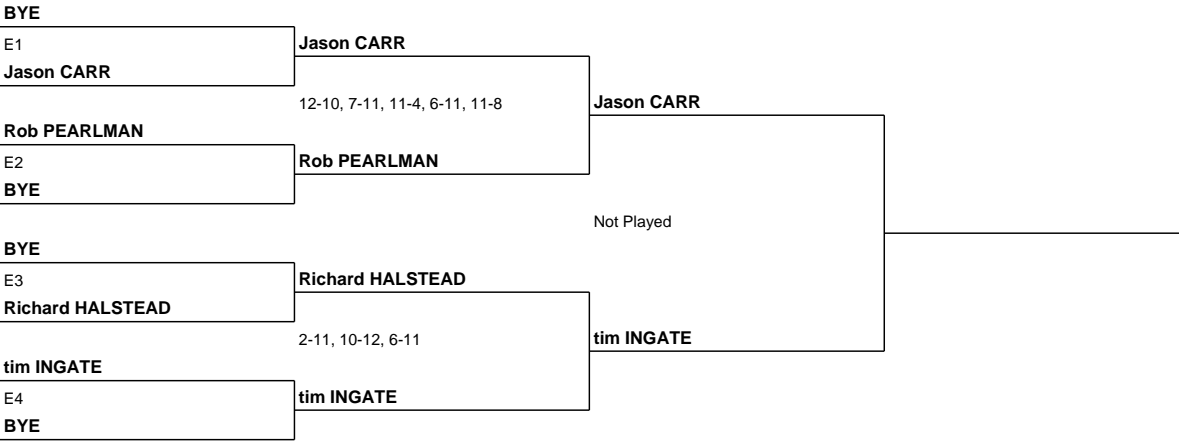 BYE
E1
Jason CARR
Jason CARR
12-10, 7-11, 11-4, 6-11, 11-8
Jason CARR
Rob PEARLMAN
E2
Rob PEARLMAN
BYE
Not Played
BYE
E3
Richard HALSTEAD
Richard HALSTEAD
2-11, 10-12, 6-11
tim INGATE
tim INGATE
E4
tim INGATE
BYE